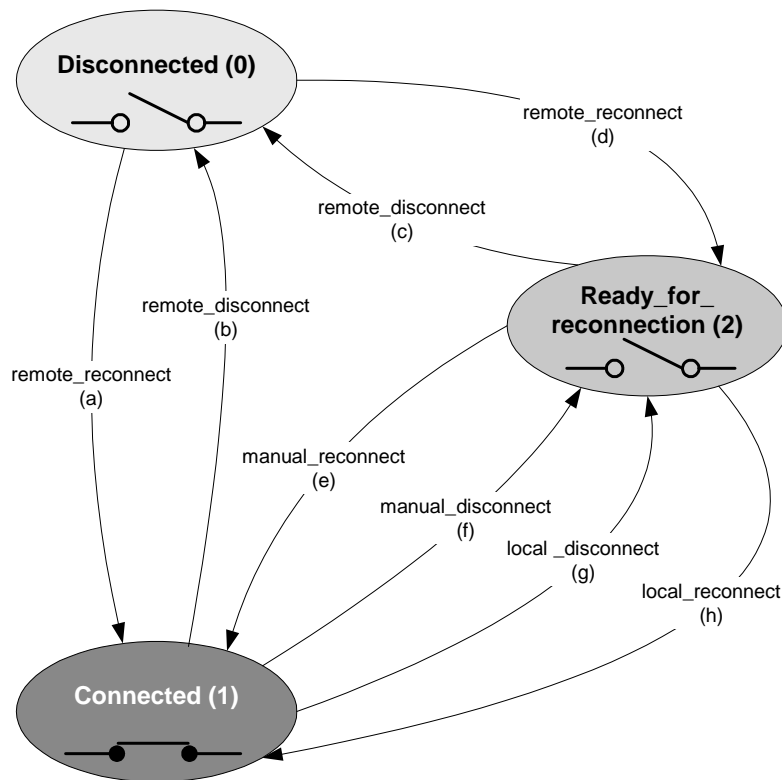 Disconnected (0)
remote_reconnect
(d)
remote_disconnect
(c)
Ready_for_
reconnection (2)
remote_disconnect
(b)
remote_reconnect
(a)
manual_reconnect
(e)
manual_disconnect
(f)
local _disconnect
(g)
local_reconnect
(h)
Connected (1)